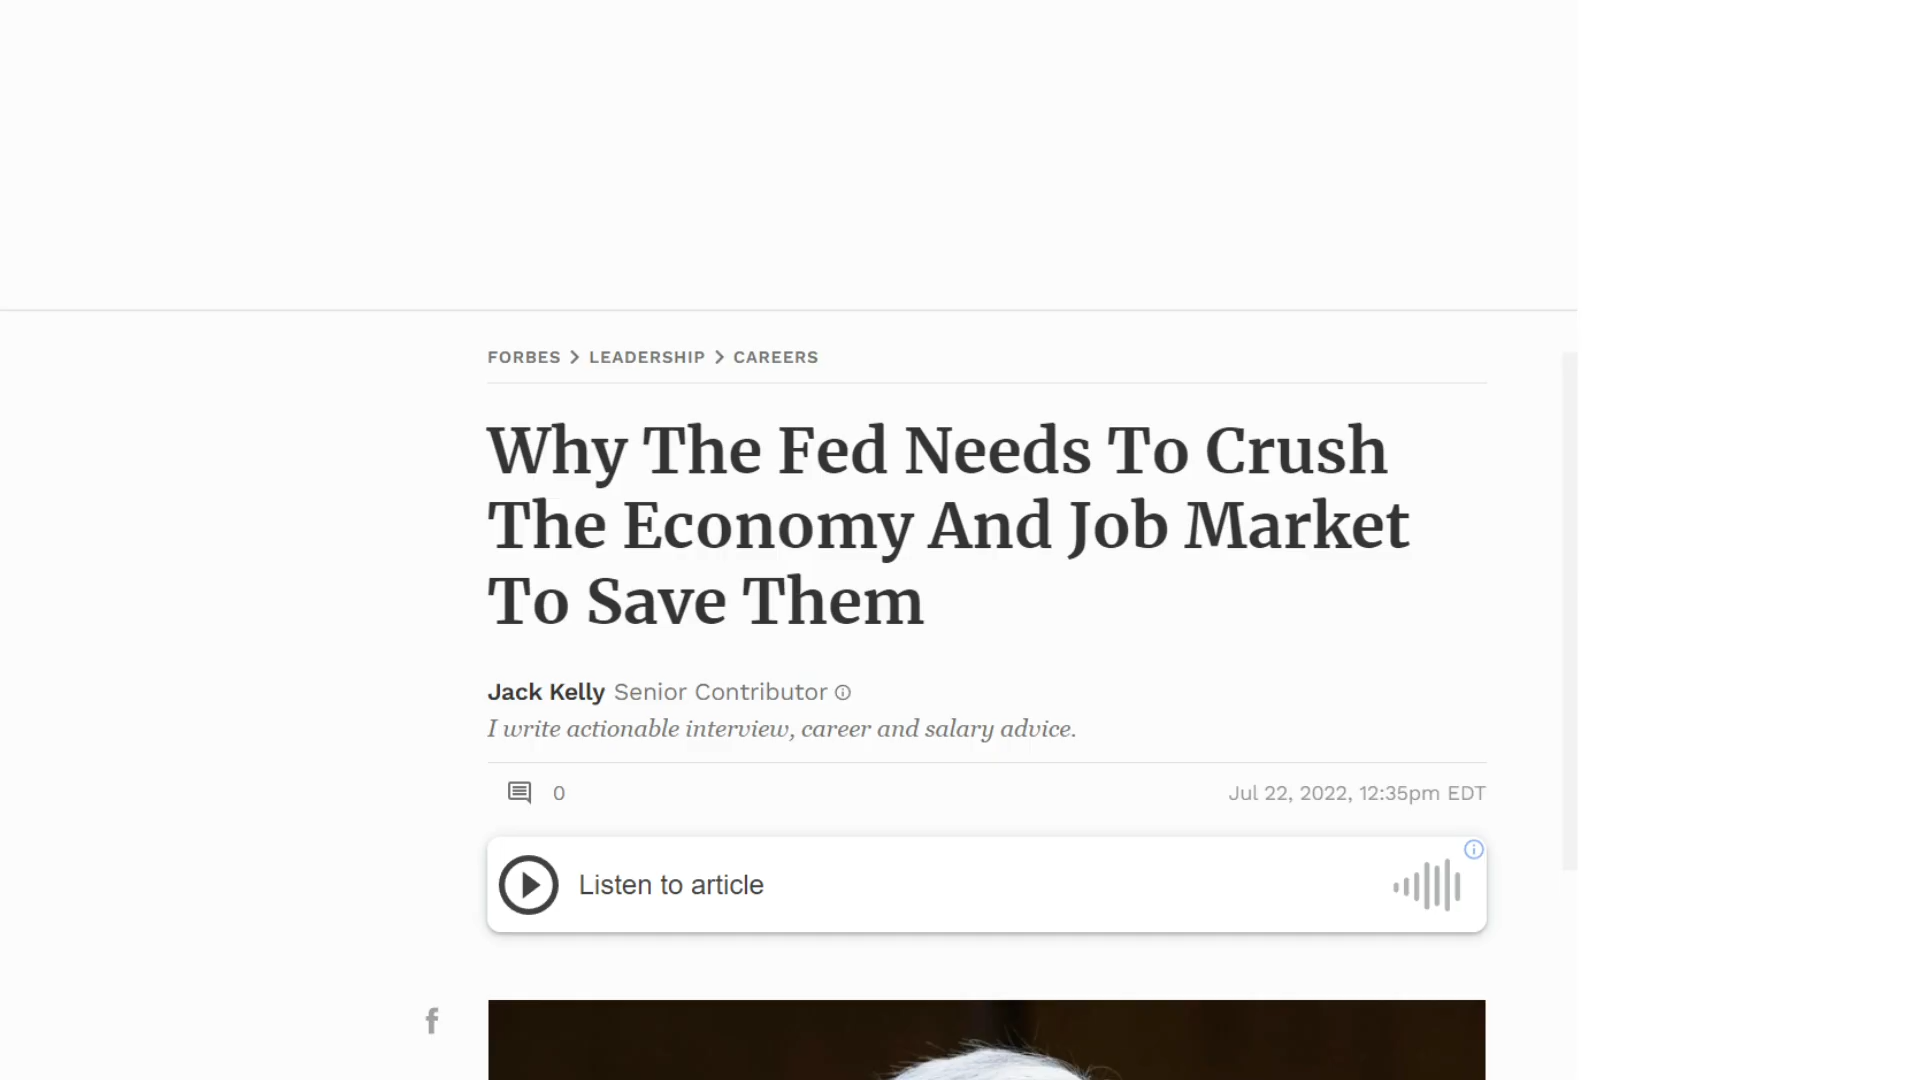 FORBES > LEADERSHIP > CAREERS
Why The Fed Needs To Crush
The Economy And Job Market
To Save Them
Jack Kelly Senior Contributor
I write actionable interview, career and salary advice.
0
Jul 22, 2022, 12:35pm EDT
Listen to article